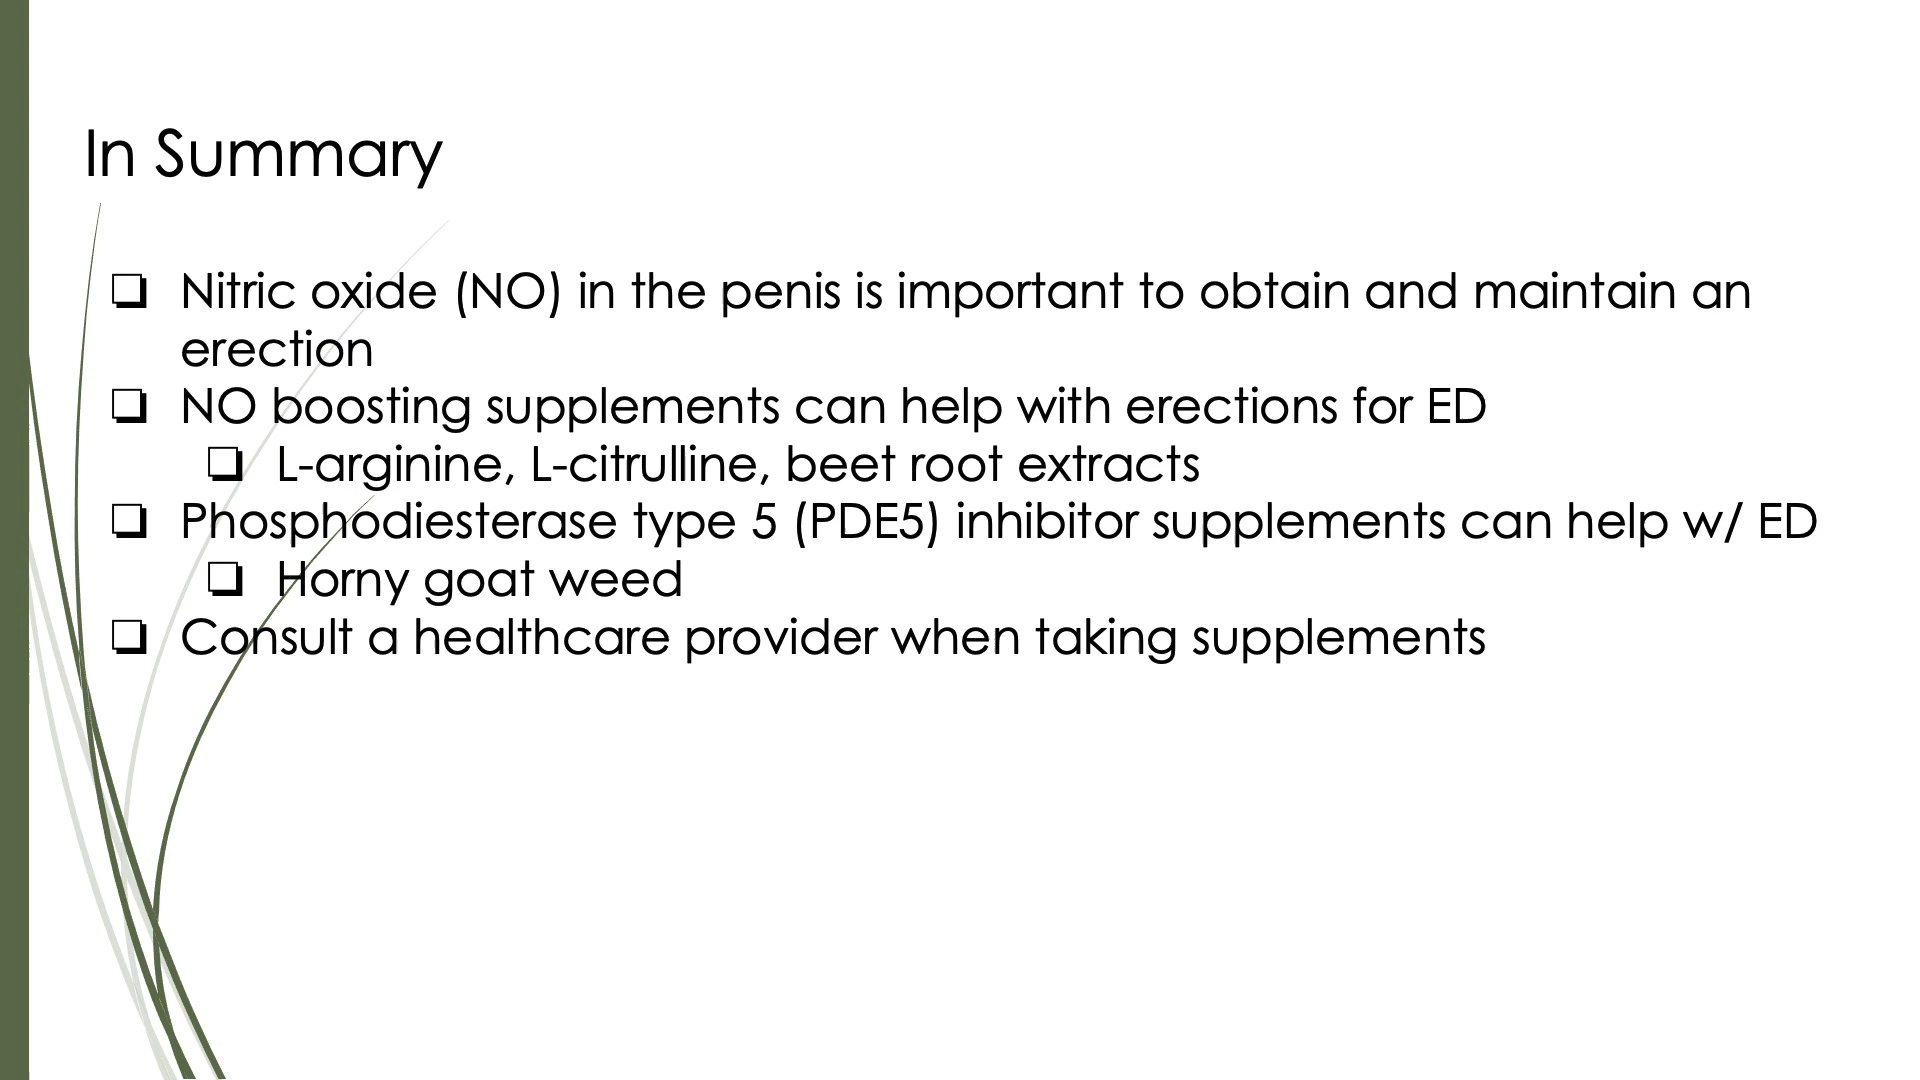 In Summary
❏ Nitric oxide (NO) in the penis is important to obtain and maintain an
erection
❏ NO boosting supplements can help with erections for ED
❏ L-arginine, L-citrulline, beet root extracts
❏ Phosphodiesterase type 5 (PDE5) inhibitor supplements can help w/ ED
❏ Horny goat weed
❏ Consult a healthcare provider when taking supplements